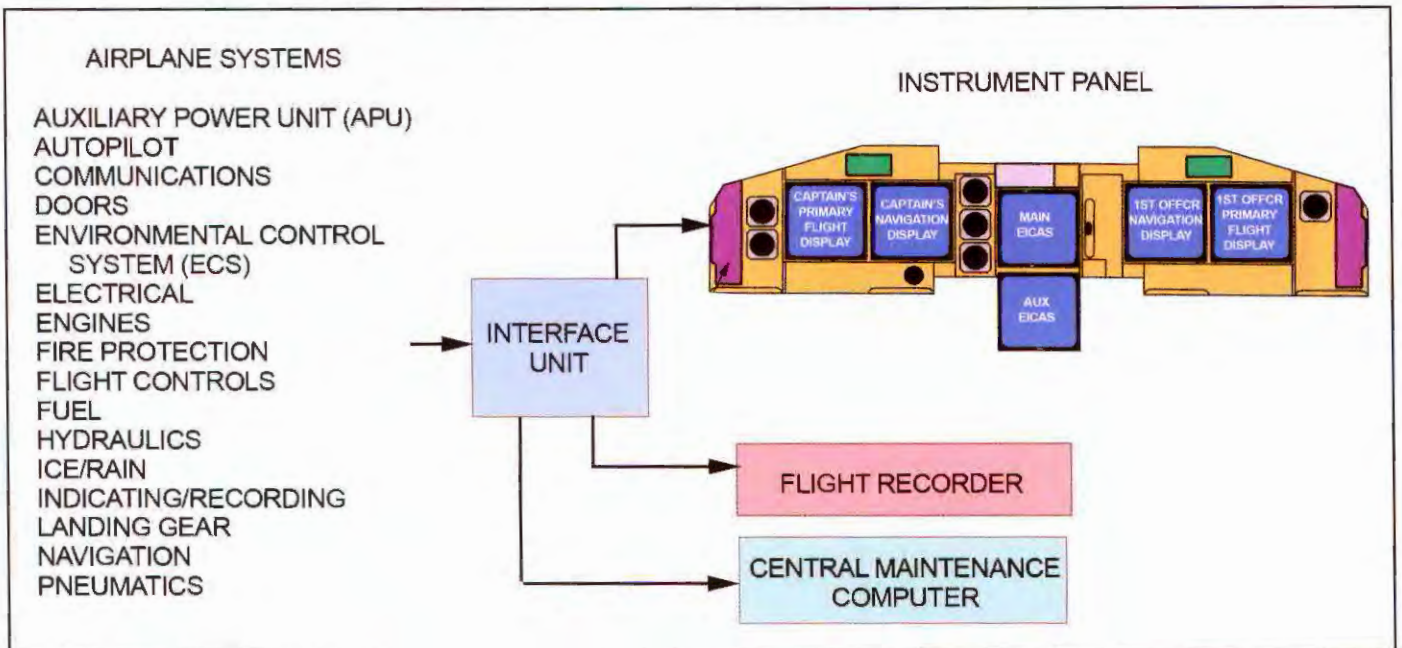 AIRPLANE SYSTEMS
AUXILIARY POWER UNIT (APU)
AUTOPILOT
COMMUNICATIONS
DOORS
ENVIRONMENTAL CONTROL
SYSTEM (ECS)
ELECTRICAL
ENGINES
FIRE PROTECTION
FLIGHT CONTROLS
FUEL
HYDRAULICS
ICE/RAIN
INDICATING/RECORDING
LANDING GEAR
NAVIGATION
PNEUMATICS
INTERFACE
UNIT
INSTRUMENT PANEL
CAPTAIN'S
PRIMARY
FLIGHT
DISPLAY
CAPTAIN'S
NAVIGATION
DISPLAY
MAIN
EICAS
AUX
EICAS
1ST OFFCR
NAVIGATION
DISPLAY
1ST OFFCR
PRIMARY
FLIGHT
DISPLAY
FLIGHT RECORDER
CENTRAL MAINTENANCE
COMPUTER